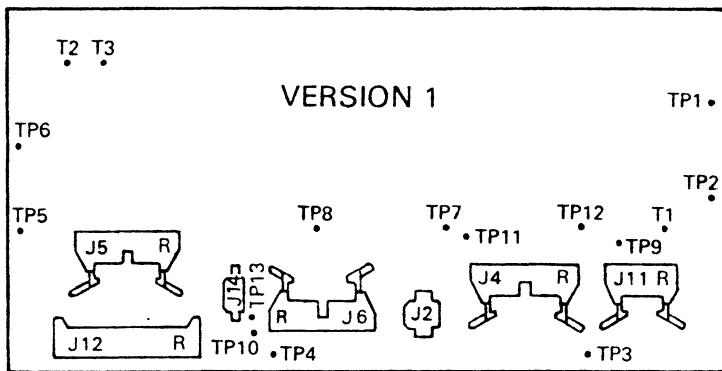 T2 T3
VERSION 1
TP1
TP6
TP2
TP5 TP8 TP7 TP12 T1
TP11 TP9
J5 R
J14 TP13
J4 R J11 R
R J6 J2
J12 R
TP10 TP4 TP3